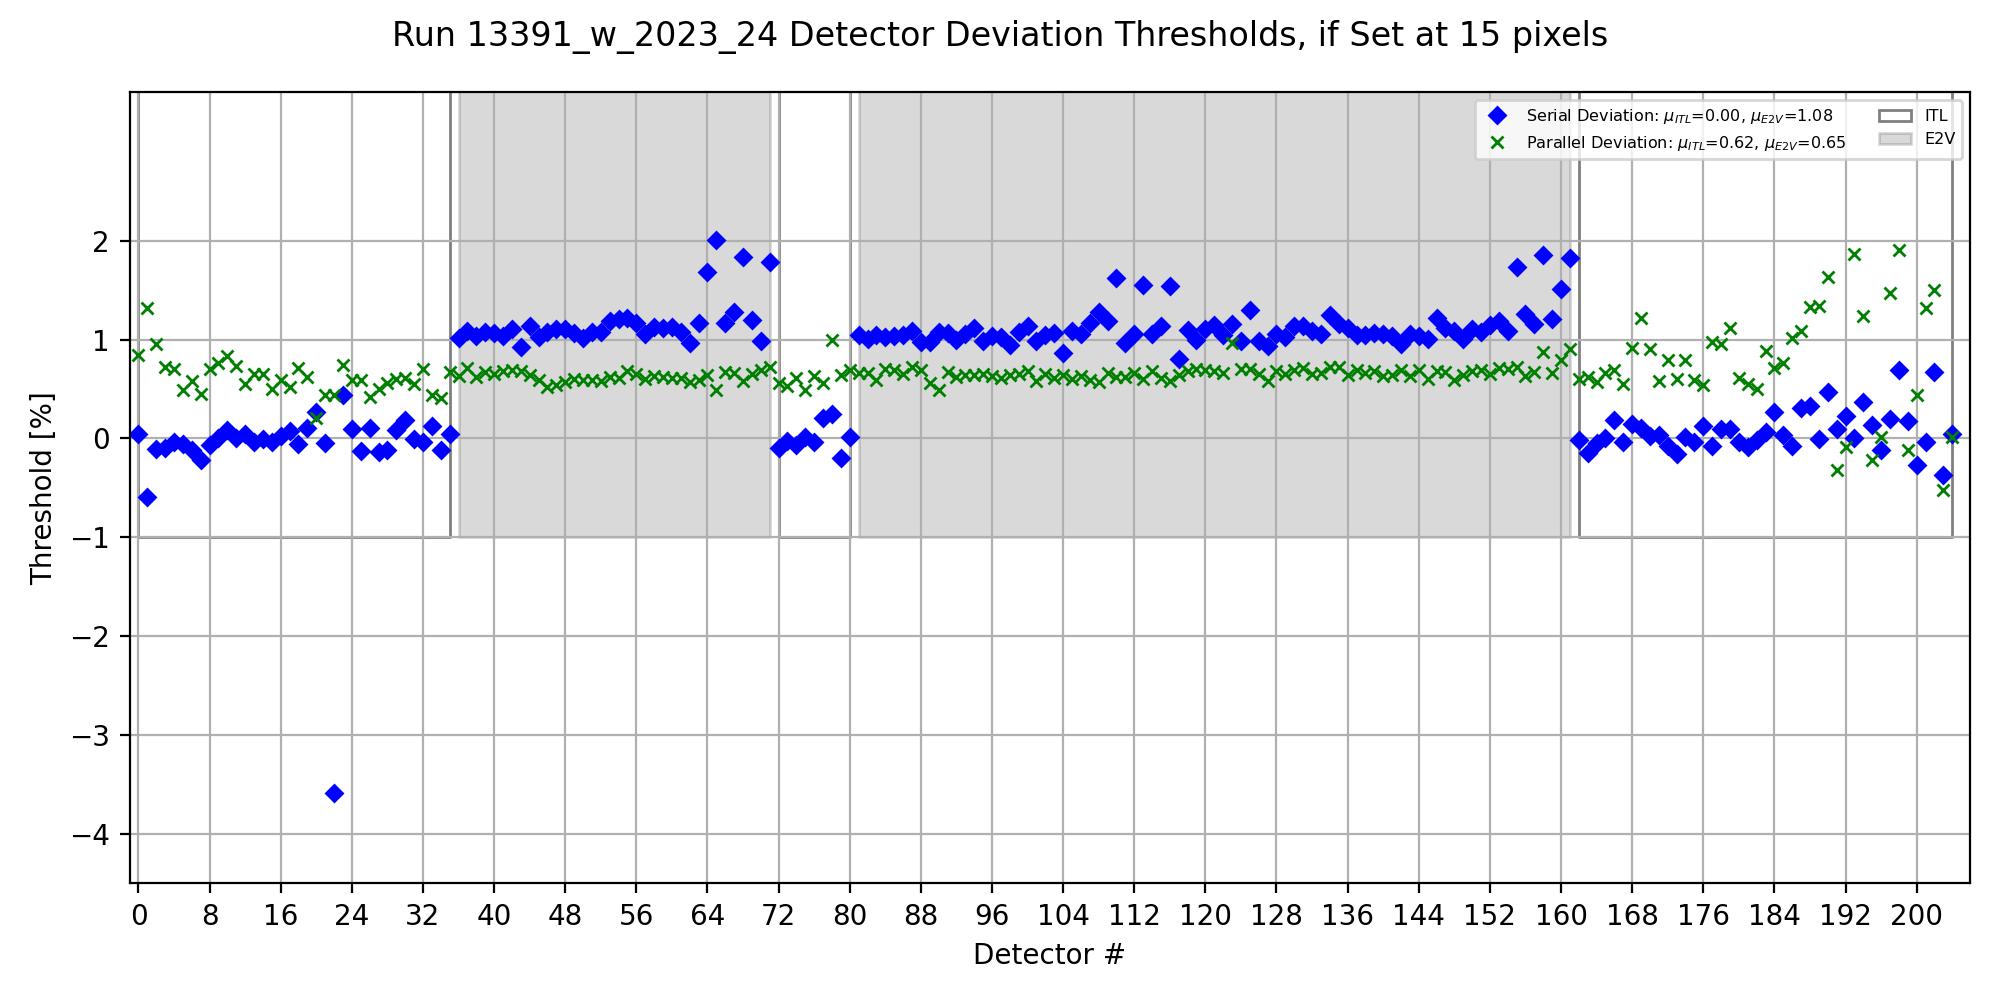 Run 13391_w_2023_24 Detector Deviation Thresholds, if Set at 15 pixels
Serial Deviation: μITL=0.00, μE2V=1.08
Parallel Deviation: μITL=0.62, μE2V=0.65
ITL
E2V
Threshold [%]
2
1
0
−1
−2
−3
−4
0 8 16 24 32 40 48 56 64 72 80 88 96 104 112 120 128 136 144 152 160 168 176 184 192 200
Detector #